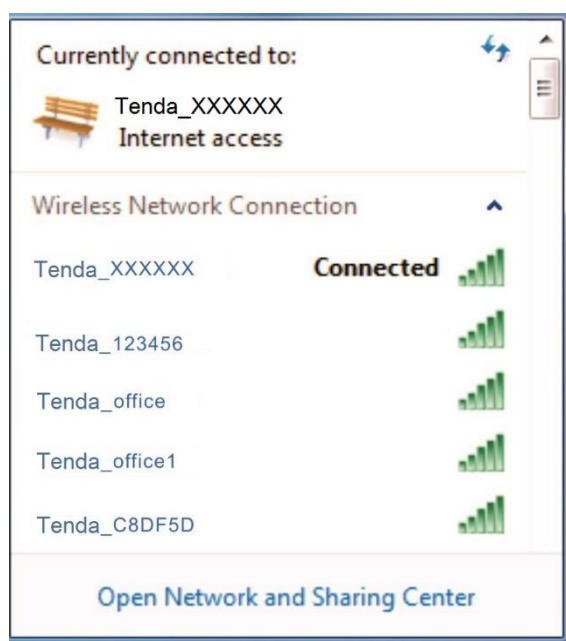 Currently connected to:
Tenda_XXXXXX
Internet access
Wireless Network Connection
Tenda_XXXXXX Connected
Tenda_123456
Tenda_office
Tenda_office1
Tenda_C8DF5D
Open Network and Sharing Center